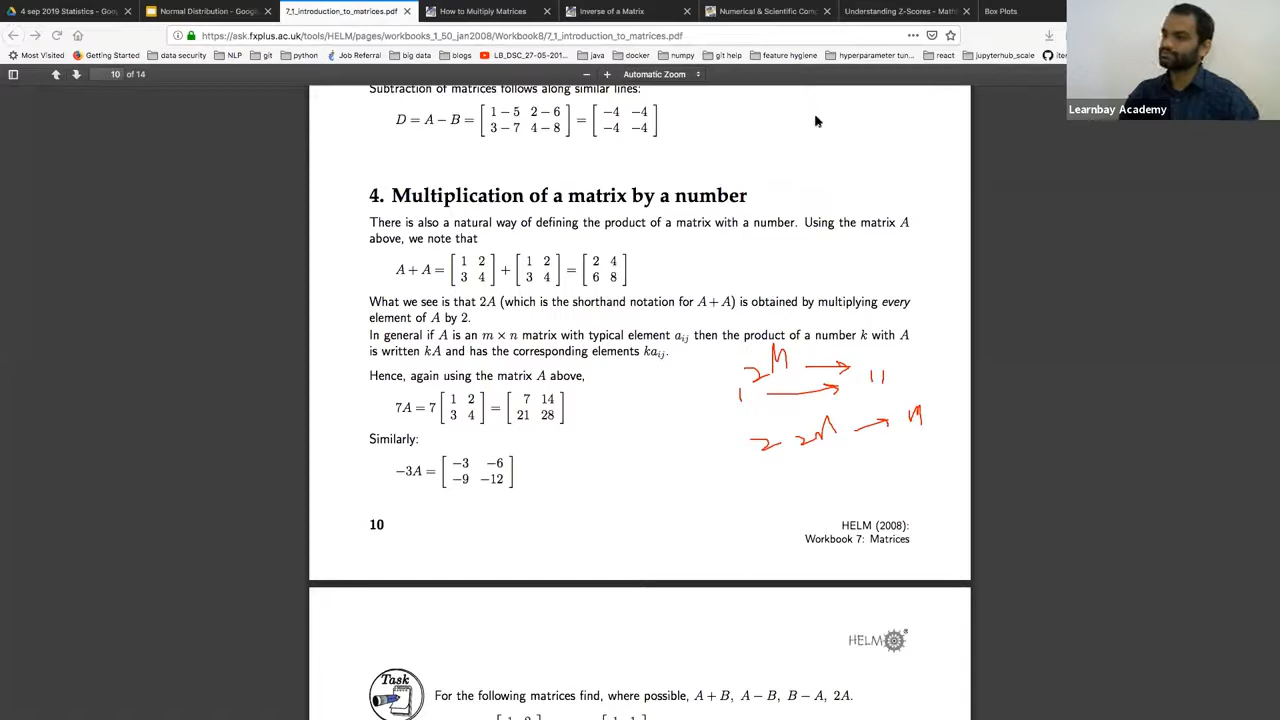 4 sep 2019 Statistics - Goog
Normal Distribution - Google
7_1_introduction_to_matrices.pdf
How to Multiply Matrices
Inverse of a Matrix
Numerical & Scientific Com
Understanding Z-Scores - Math
Box Plots
https://ask.fxplus.ac.uk/tools/HELM/pages/workbooks_1_50_jan2008/Workbook8/7_1_introduction_to_matrices.pdf
Most Visited Getting Started data security NLP git python Job Referral big data blogs LB_DSC_27-05-201 java docker numpy git help feature hygiene hyperparameter tun react jupyterhub_scale
10 of 14 Automatic Zoom
Learnbay Academy
Subtraction of matrices follows along similar lines:
D = A − B = [ 1 − 5 2 − 6 ] = [ −4 −4 ]
3 − 7 4 − 8 −4 −4
4. Multiplication of a matrix by a number
There is also a natural way of defining the product of a matrix with a number. Using the matrix A
above, we note that
A + A = [ 1 2 ] + [ 1 2 ] = [ 2 4 ]
3 4 3 4 6 8
What we see is that 2A (which is the shorthand notation for A + A) is obtained by multiplying every
element of A by 2.
In general if A is an m × n matrix with typical element aij then the product of a number k with A
is written kA and has the corresponding elements kaij.
Hence, again using the matrix A above,
7A = 7 [ 1 2 ] = [ 7 14 ]
3 4 21 28
Similarly:
−3A = [ −3 −6 ]
−9 −12
10
HELM (2008):
Workbook 7: Matrices
HELM
Task
For the following matrices find, where possible, A + B, A − B, B − A, 2A.